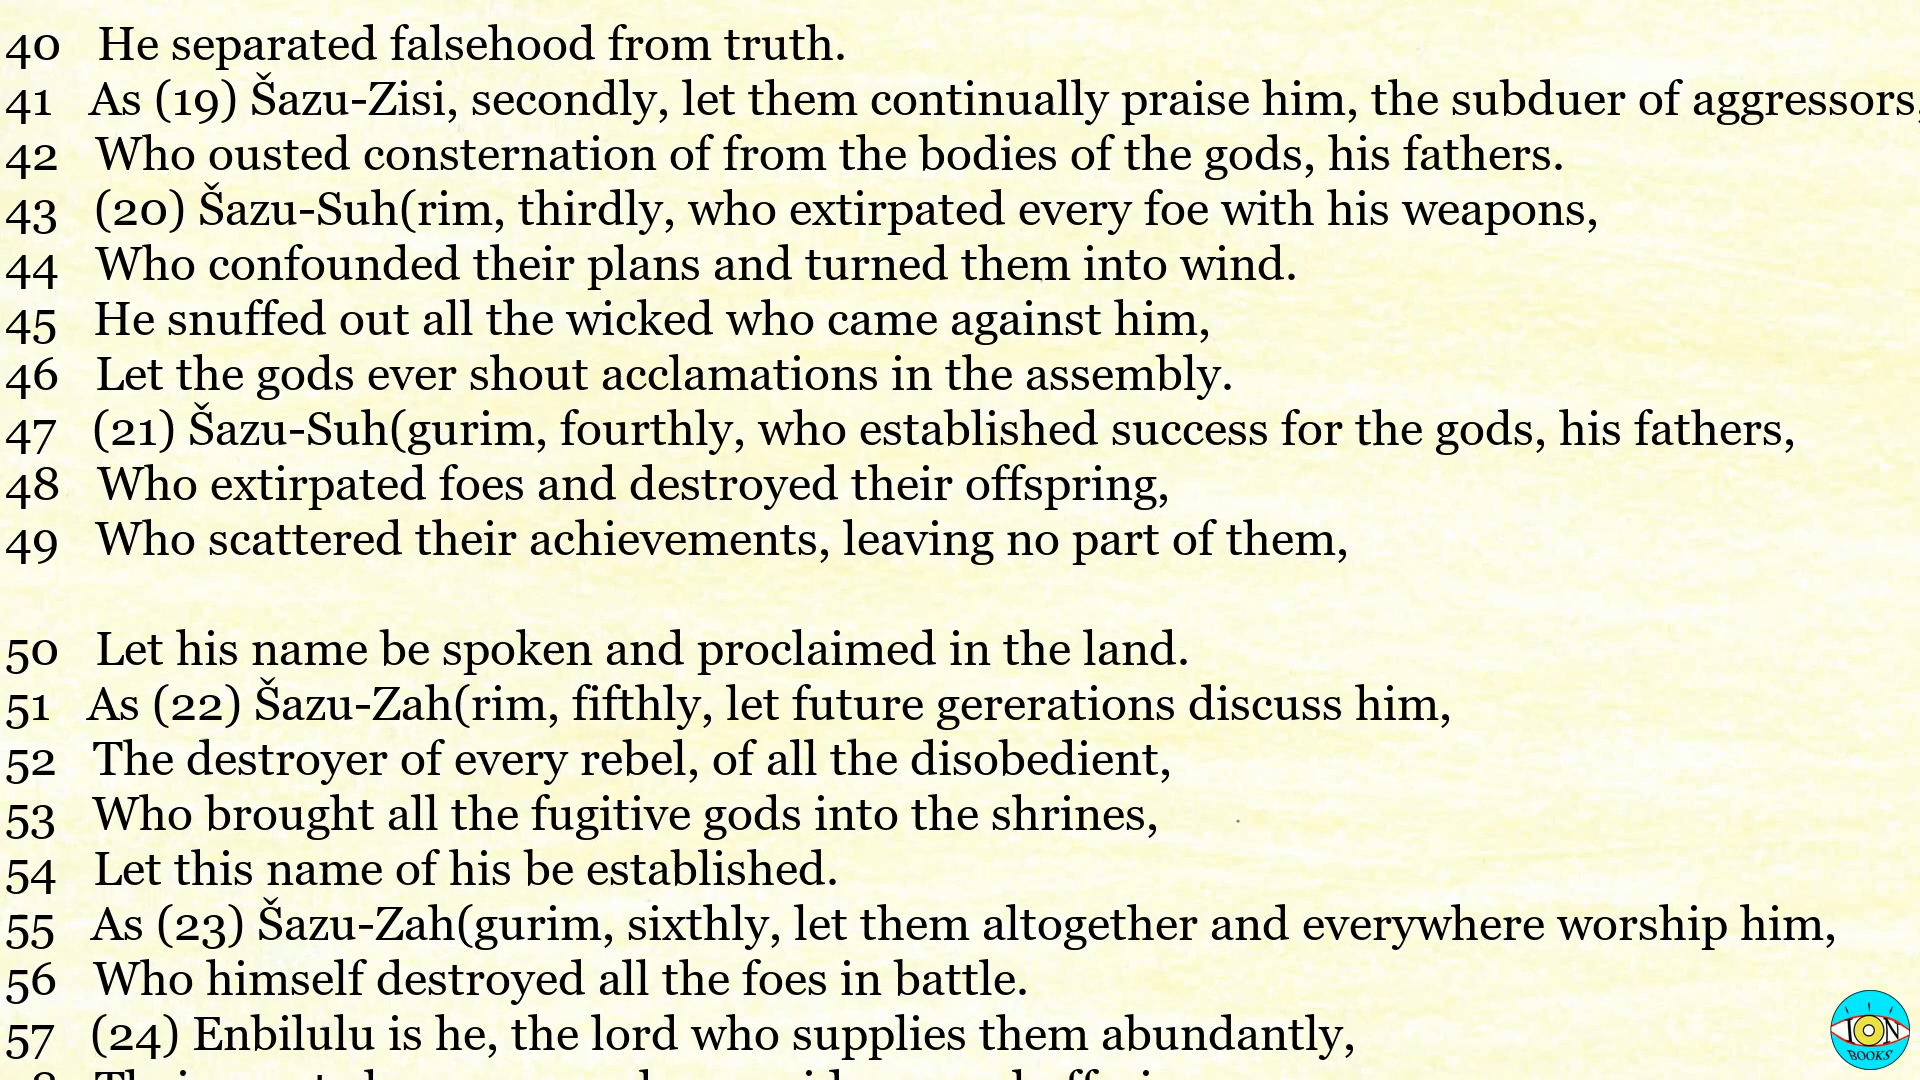 40 He separated falsehood from truth.
41 As (19) Šazu-Zisi, secondly, let them continually praise him, the subduer of aggressors,
42 Who ousted consternation of from the bodies of the gods, his fathers.
43 (20) Šazu-Suh(rim, thirdly, who extirpated every foe with his weapons,
44 Who confounded their plans and turned them into wind.
45 He snuffed out all the wicked who came against him,
46 Let the gods ever shout acclamations in the assembly.
47 (21) Šazu-Suh(gurim, fourthly, who established success for the gods, his fathers,
48 Who extirpated foes and destroyed their offspring,
49 Who scattered their achievements, leaving no part of them,
50 Let his name be spoken and proclaimed in the land.
51 As (22) Šazu-Zah(rim, fifthly, let future gererations discuss him,
52 The destroyer of every rebel, of all the disobedient,
53 Who brought all the fugitive gods into the shrines,
54 Let this name of his be established.
55 As (23) Šazu-Zah(gurim, sixthly, let them altogether and everywhere worship him,
56 Who himself destroyed all the foes in battle.
57 (24) Enbilulu is he, the lord who supplies them abundantly,
ION
BOOKS